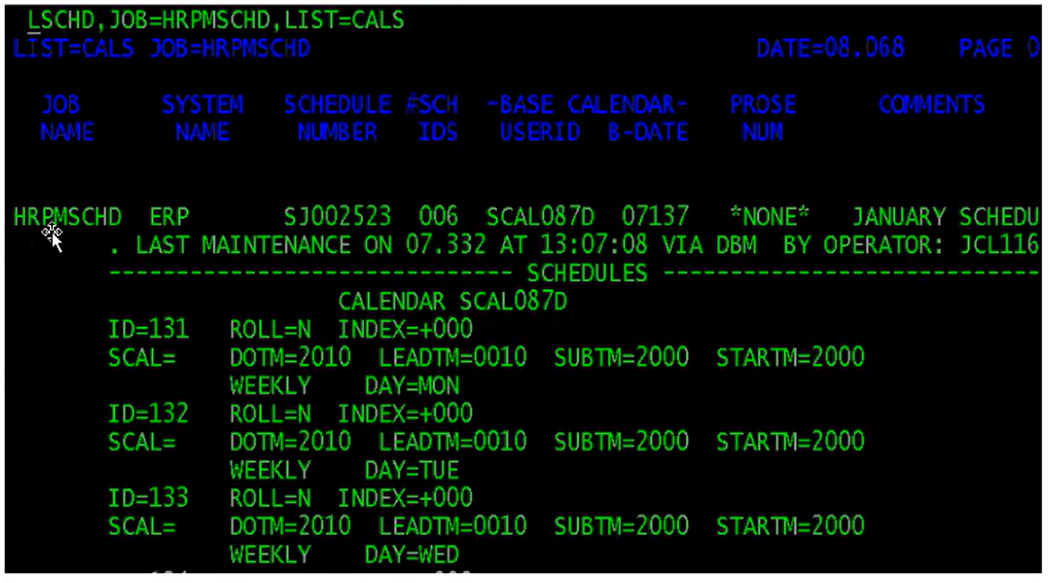 LSCHD,JOB=HRPMSCHD,LIST=CALS
LIST=CALS JOB=HRPMSCHD DATE=08.068 PAGE 0
JOB SYSTEM SCHEDULE #SCH -BASE CALENDAR- PROSE COMMENTS
NAME NAME NUMBER IDS USERID B-DATE NUM
HRPMSCHD ERP SJ002523 006 SCAL087D 07137 *NONE* JANUARY SCHEDU
. LAST MAINTENANCE ON 07.332 AT 13:07:08 VIA DBM BY OPERATOR: JCL116
------------------------------ SCHEDULES ----------------------------
CALENDAR SCAL087D
ID=131 ROLL=N INDEX=+000
SCAL= DOTM=2010 LEADTM=0010 SUBTM=2000 STARTM=2000
WEEKLY DAY=MON
ID=132 ROLL=N INDEX=+000
SCAL= DOTM=2010 LEADTM=0010 SUBTM=2000 STARTM=2000
WEEKLY DAY=TUE
ID=133 ROLL=N INDEX=+000
SCAL= DOTM=2010 LEADTM=0010 SUBTM=2000 STARTM=2000
WEEKLY DAY=WED